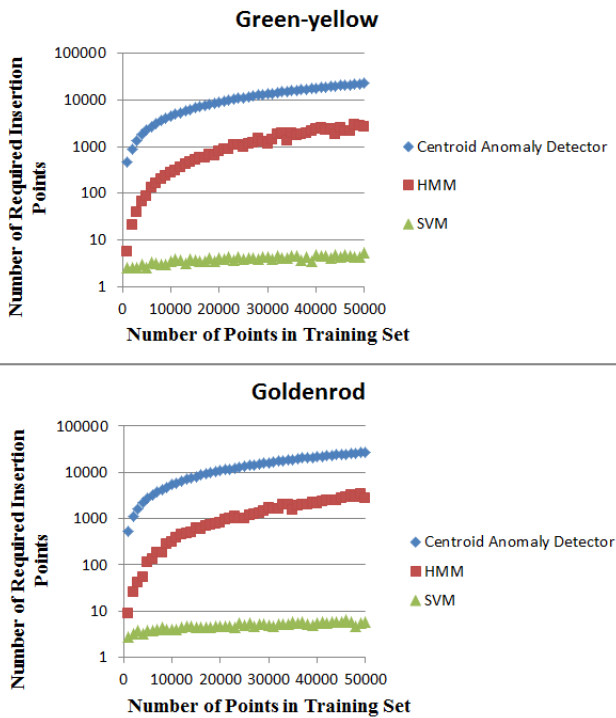 Green-yellow
Number of Required Insertion
Points
100000
10000
1000
100
10
1
0
10000
20000
30000
40000
50000
Number of Points in Training Set
Centroid Anomaly Detector
HMM
SVM
Goldenrod
Number of Required Insertion
Points
100000
10000
1000
100
10
1
0
10000
20000
30000
40000
50000
Number of Points in Training Set
Centroid Anomaly Detector
HMM
SVM